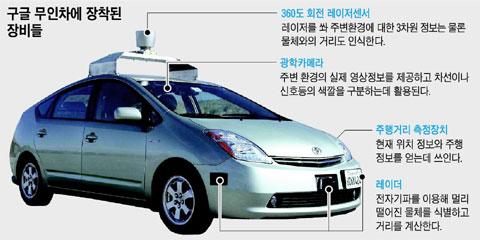 구글 무인차에 장착된
장비들
360도 회전 레이저센서
레이저를 쏴 주변환경에 대한 3차원 정보는 물론
물체와의 거리도 인식한다.
광학카메라
주변 환경의 실제 영상정보를 제공하고 차선이나
신호등의 색깔을 구분하는데 활용된다.
주행거리 측정장치
현재 위치 정보와 주행
정보를 얻는데 쓰인다.
레이더
전자기파를 이용해 멀리
떨어진 물체를 식별하고
거리를 계산한다.